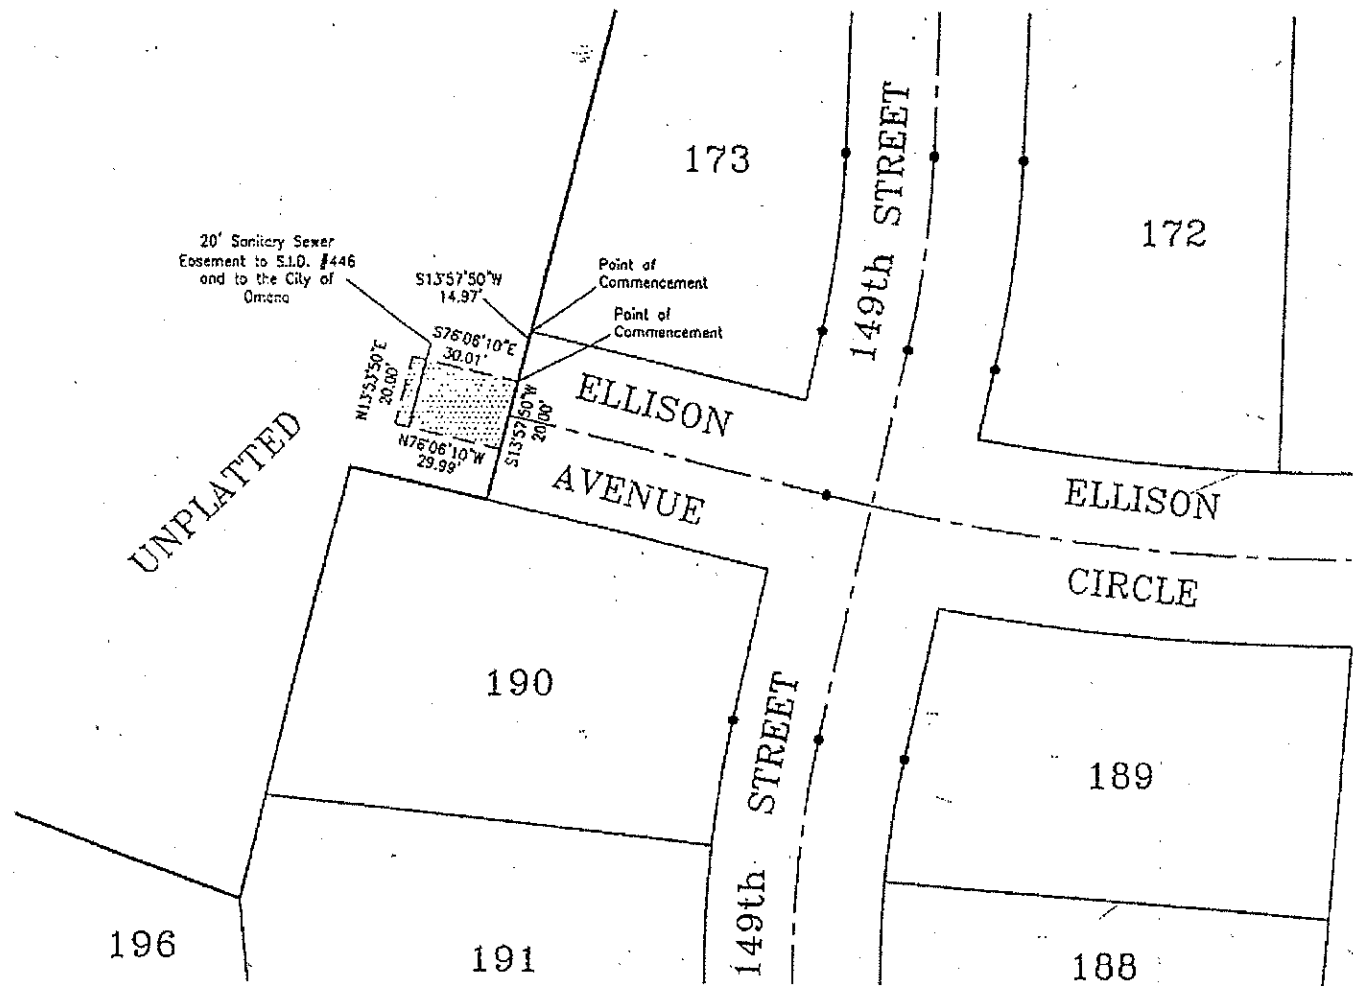 173
149th STREET
172
20' Sanitary Sewer
Easement to S.I.D. #446
and to the City of
Omaha
S13°57'50"W
14.97'
Point of
Commencement
Point of
Commencement
S76°06'10"E
30.01'
N13°53'50"E
20.00'
S13°57'50"W
20.00'
N76°06'10"W
29.99'
UNPLATTED
ELLISON
AVENUE
ELLISON
CIRCLE
190
149th STREET
189
196
191
188